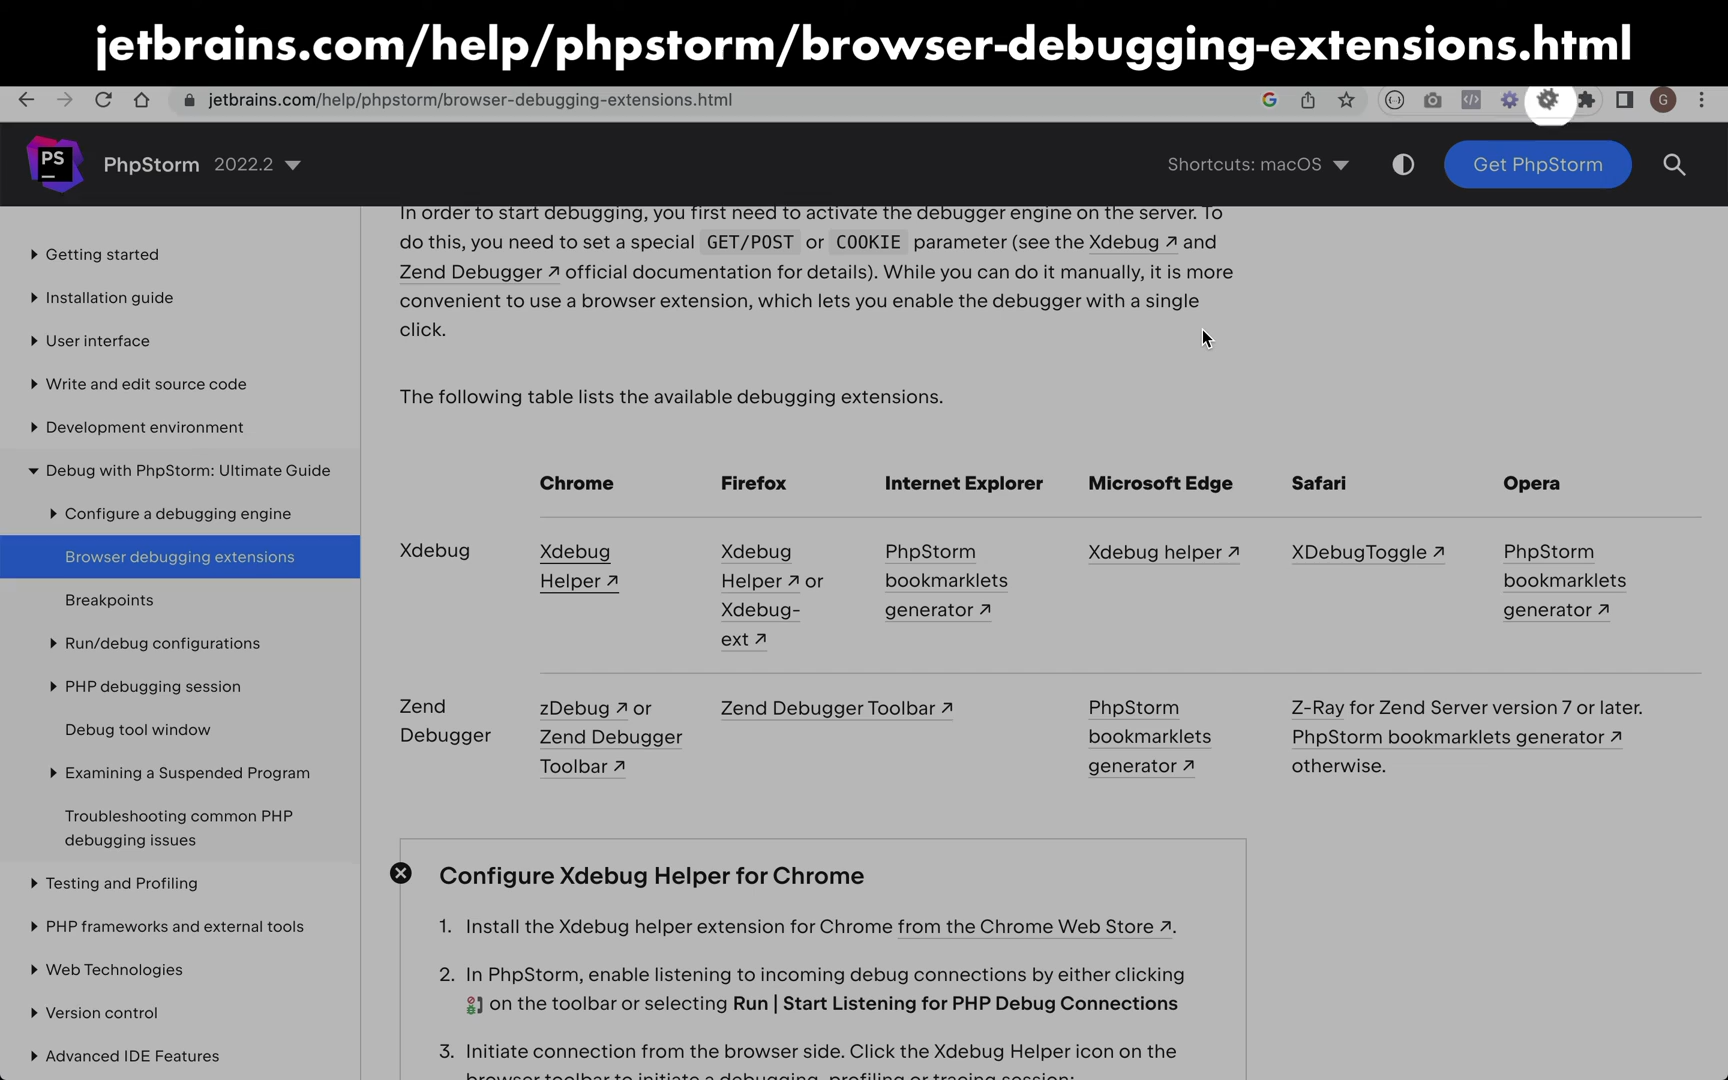 jetbrains.com/help/phpstorm/browser-debugging-extensions.html
jetbrains.com/help/phpstorm/browser-debugging-extensions.html
G
G
PS
PhpStorm 2022.2
Shortcuts: macOS
Get PhpStorm
Getting started
Installation guide
User interface
Write and edit source code
Development environment
Debug with PhpStorm: Ultimate Guide
Configure a debugging engine
Browser debugging extensions
Breakpoints
Run/debug configurations
PHP debugging session
Debug tool window
Examining a Suspended Program
Troubleshooting common PHP
debugging issues
Testing and Profiling
PHP frameworks and external tools
Web Technologies
Version control
Advanced IDE Features
In order to start debugging, you first need to activate the debugger engine on the server. To
do this, you need to set a special GET/POST or COOKIE parameter (see the Xdebug ↗ and
Zend Debugger ↗ official documentation for details). While you can do it manually, it is more
convenient to use a browser extension, which lets you enable the debugger with a single
click.
The following table lists the available debugging extensions.
Chrome Firefox Internet Explorer Microsoft Edge Safari Opera
Xdebug
Xdebug
Helper ↗
Xdebug
Helper ↗ or
Xdebug-
ext ↗
PhpStorm
bookmarklets
generator ↗
Xdebug helper ↗
XDebugToggle ↗
PhpStorm
bookmarklets
generator ↗
Zend
Debugger
zDebug ↗ or
Zend Debugger
Toolbar ↗
Zend Debugger Toolbar ↗
PhpStorm
bookmarklets
generator ↗
Z-Ray for Zend Server version 7 or later.
PhpStorm bookmarklets generator ↗
otherwise.
Configure Xdebug Helper for Chrome
1. Install the Xdebug helper extension for Chrome from the Chrome Web Store ↗.
2. In PhpStorm, enable listening to incoming debug connections by either clicking
on the toolbar or selecting Run | Start Listening for PHP Debug Connections
3. Initiate connection from the browser side. Click the Xdebug Helper icon on the
browser toolbar to initiate a debugging, profiling or tracing session: